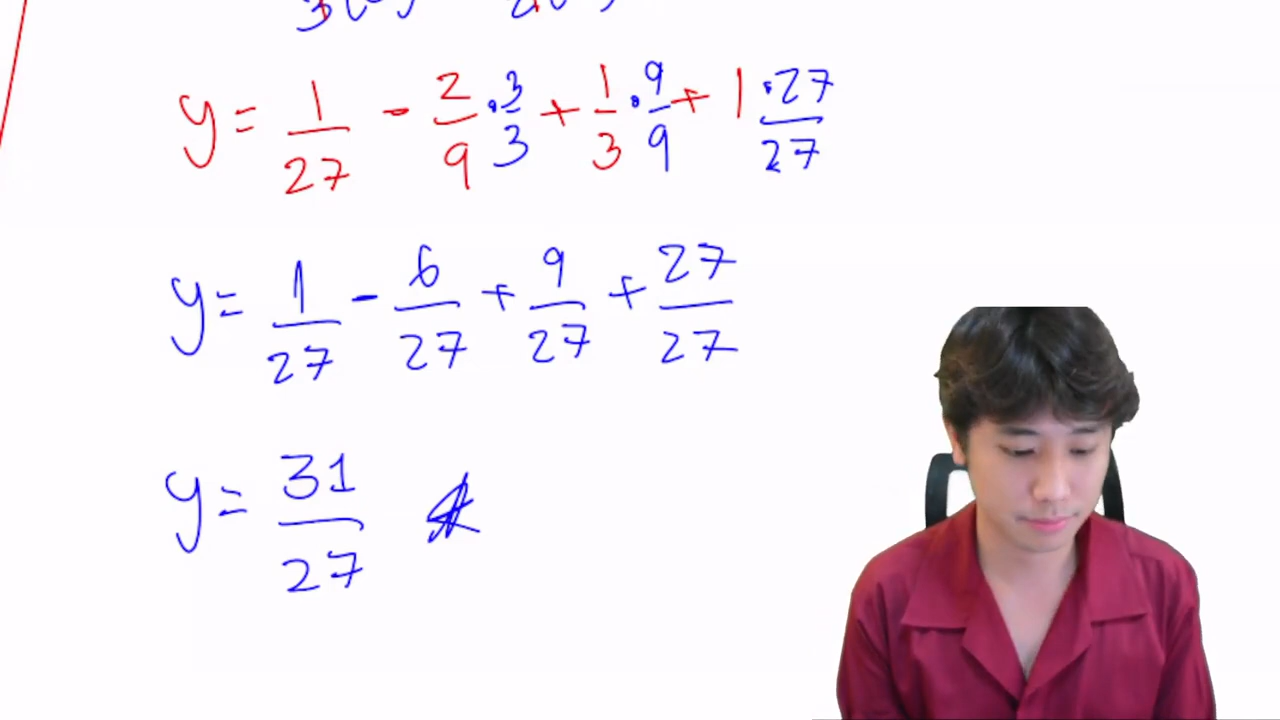 y = 1/27 - 2/9 · 3/3 + 1/3 · 9/9 + 1 · 27/27
y = 1/27 - 6/27 + 9/27 + 27/27
y = 31/27